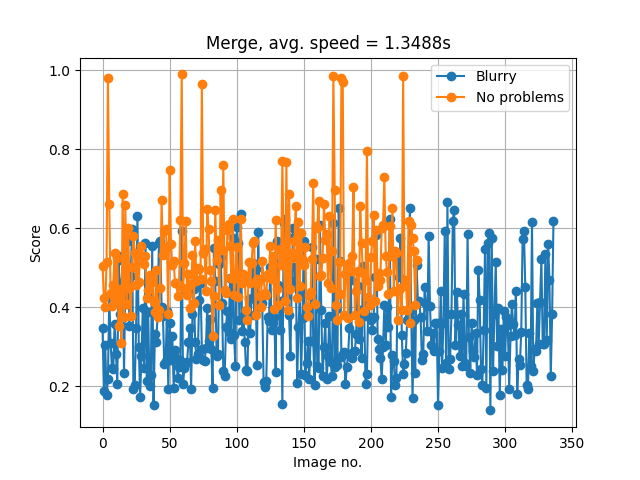 Merge, avg. speed = 1.3488s
Blurry
No problems
1.0
0.8
0.6
0.4
0.2
Score
0 50 100 150 200 250 300 350
Image no.